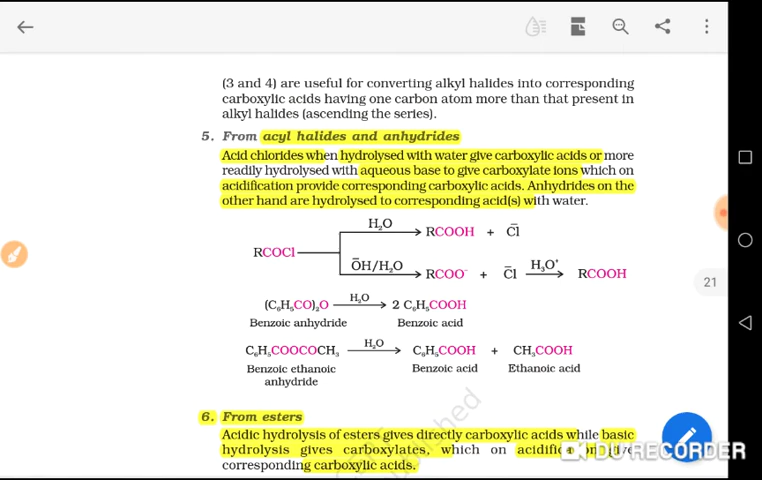 (3 and 4) are useful for converting alkyl halides into corresponding
carboxylic acids having one carbon atom more than that present in
alkyl halides (ascending the series).
5. From acyl halides and anhydrides
Acid chlorides when hydrolysed with water give carboxylic acids or more
readily hydrolysed with aqueous base to give carboxylate ions which on
acidification provide corresponding carboxylic acids. Anhydrides on the
other hand are hydrolysed to corresponding acid(s) with water.
H₂O
RCOOH + C̄l
RCOCl
21
ŌH/H₂O
RCOO⁻ + C̄l
H₃O⁺
RCOOH
(C₆H₅CO)₂O
H₂O
2 C₆H₅COOH
Benzoic anhydride
Benzoic acid
C₆H₅COOCOCH₃
H₂O
C₆H₅COOH + CH₃COOH
Benzoic ethanoic
anhydride
Benzoic acid
Ethanoic acid
6. From esters
Acidic hydrolysis of esters gives directly carboxylic acids while basic
hydrolysis gives carboxylates, which on
corresponding carboxylic acids.
DU RECORDER